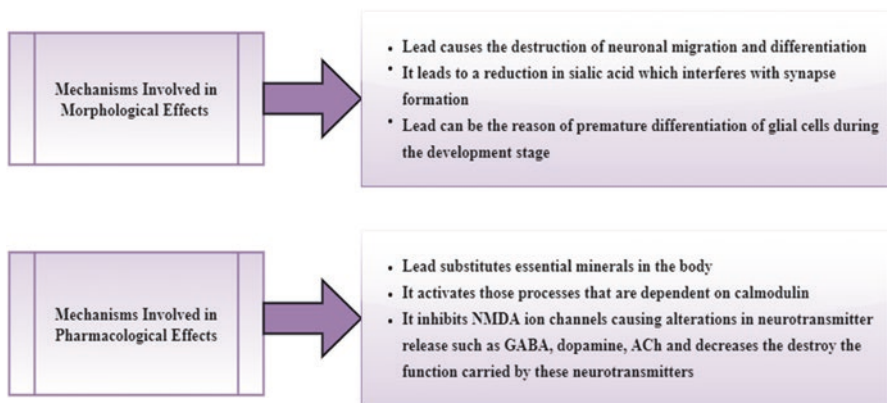 Mechanisms Involved in
Morphological Effects
• Lead causes the destruction of neuronal migration and differentiation
• It leads to a reduction in sialic acid which interferes with synapse
formation
• Lead can be the reason of premature differentiation of glial cells during
the development stage
Mechanisms Involved in
Pharmacological Effects
• Lead substitutes essential minerals in the body
• It activates those processes that are dependent on calmodulin
• It inhibits NMDA ion channels causing alterations in neurotransmitter
release such as GABA, dopamine, ACh and decreases the destroy the
function carried by these neurotransmitters